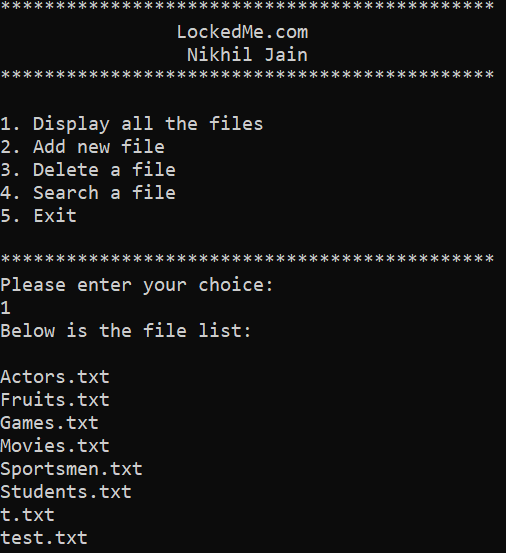 *********************************************
LockedMe.com
Nikhil Jain
*********************************************
1. Display all the files
2. Add new file
3. Delete a file
4. Search a file
5. Exit
*********************************************
Please enter your choice:
1
Below is the file list:
Actors.txt
Fruits.txt
Games.txt
Movies.txt
Sportsmen.txt
Students.txt
t.txt
test.txt